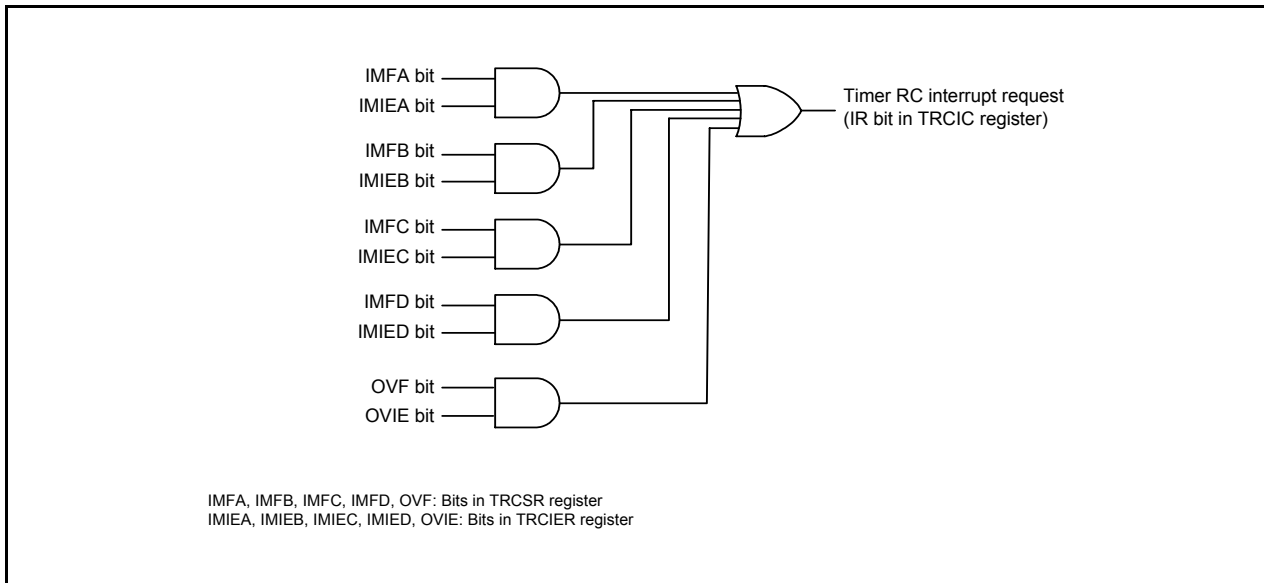 IMFA bit
IMIEA bit
Timer RC interrupt request
(IR bit in TRCIC register)
IMFB bit
IMIEB bit
IMFC bit
IMIEC bit
IMFD bit
IMIED bit
OVF bit
OVIE bit
IMFA, IMFB, IMFC, IMFD, OVF: Bits in TRCSR register
IMIEA, IMIEB, IMIEC, IMIED, OVIE: Bits in TRCIER register